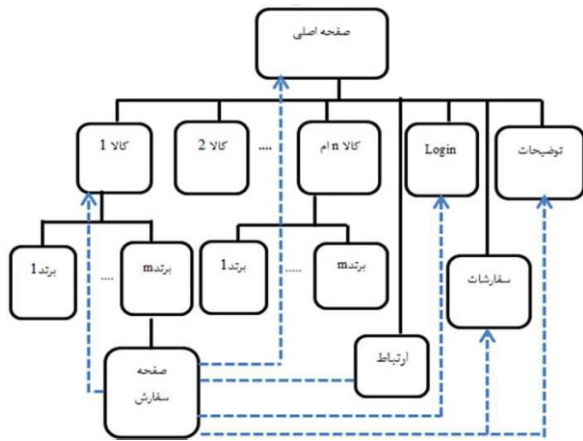 صفحه اصلی
کالا 1
کالا 2
....
کالا n ام
Login
توضیحات
برند1
....
برندm
برند1
.....
برندm
سفارشات
صفحه
سفارش
ارتباط